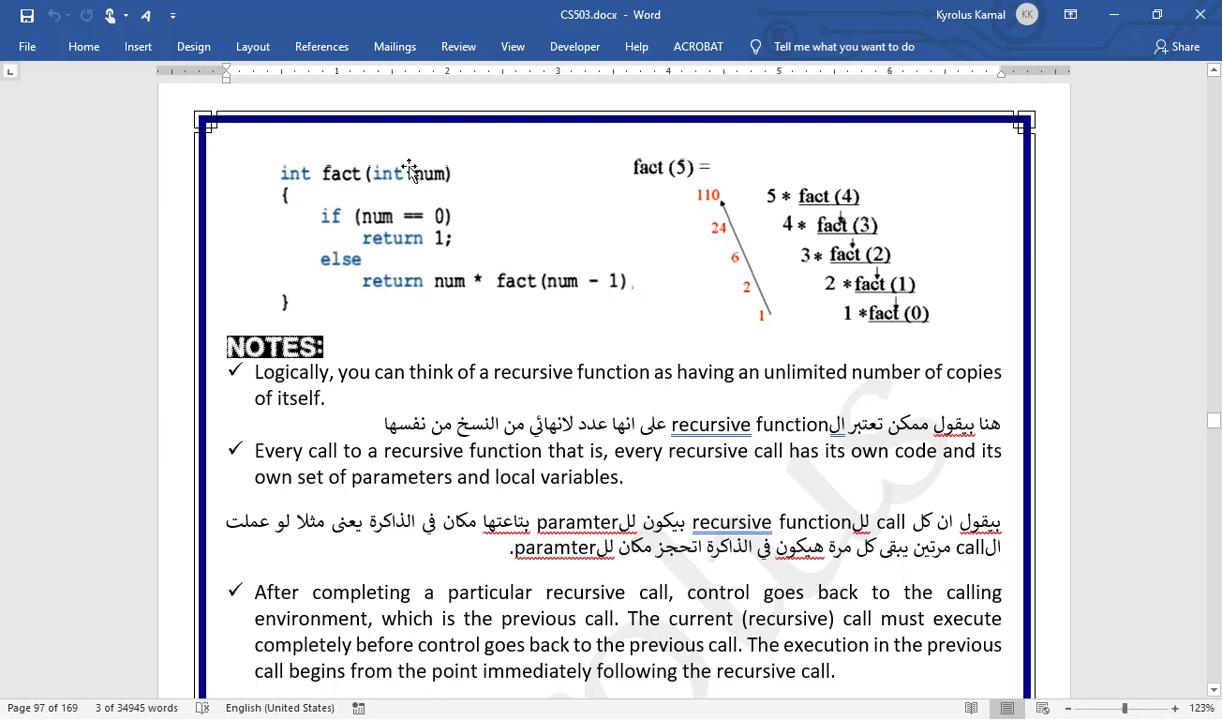 CS503.docx - Word
Kyrolus Kamal
KK
File Home Insert Design Layout References Mailings Review View Developer Help ACROBAT Tell me what you want to do Share
1 2 3 4 5 6
int fact(int num)
{
if (num == 0)
return 1;
else
return num * fact(num - 1)
}
fact (5) =
110 5 * fact (4)
24 4 * fact (3)
6 3* fact (2)
2 2 *fact (1)
1 1 *fact (0)
NOTES:
✓ Logically, you can think of a recursive function as having an unlimited number of copies
of itself.
هنا بيقول ممكن تعتبر الrecursive function على انها عدد لانهائي من النسخ من نفسها
✓ Every call to a recursive function that is, every recursive call has its own code and its
own set of parameters and local variables.
بيقول ان كل call للrecursive function بيكون للparamter بتاعتها مكان في الذاكرة يعنى مثلا لو عملت
الcall مرتين يبقى كل مرة هيكون في الذاكرة اتحجز مكان للparamter.
✓ After completing a particular recursive call, control goes back to the calling
environment, which is the previous call. The current (recursive) call must execute
completely before control goes back to the previous call. The execution in the previous
call begins from the point immediately following the recursive call.
Page 97 of 169 3 of 34945 words English (United States) 123%